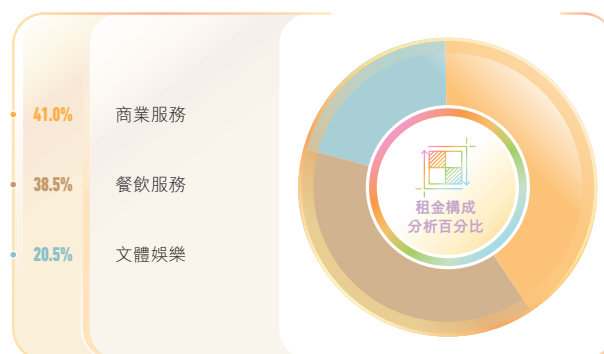 41.0% 商業服務
38.5% 餐飲服務
20.5% 文體娛樂
租金構成
分析百分比